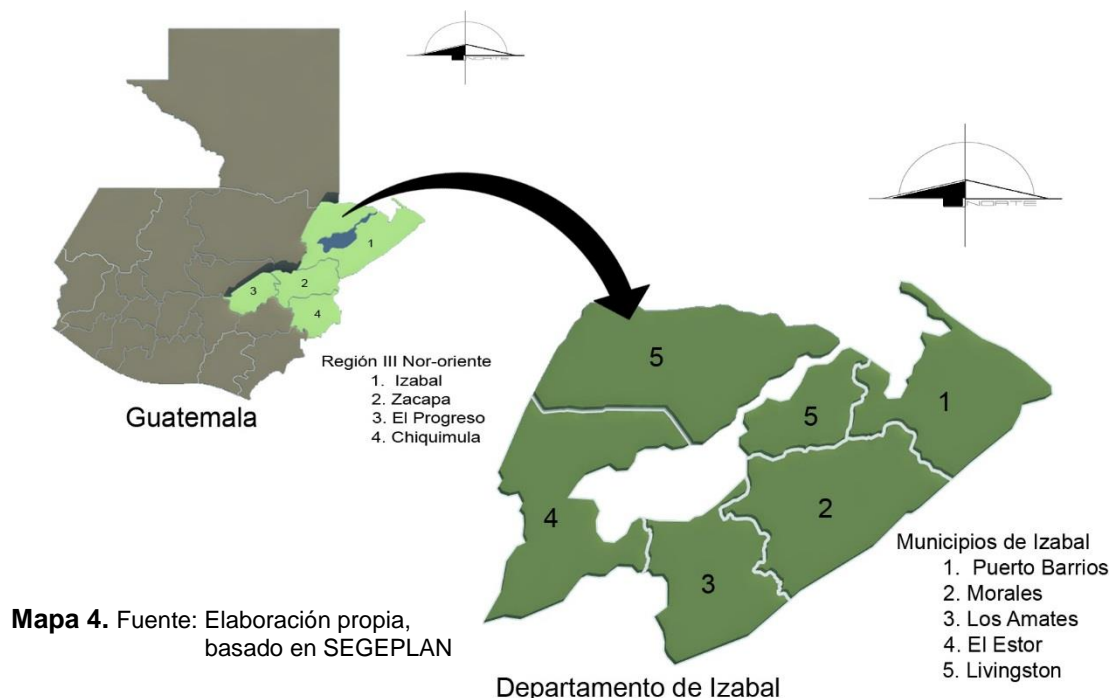 NORTE
NORTE
1
2
3
4
Región III Nor-oriente
1. Izabal
2. Zacapa
3. El Progreso
4. Chiquimula
Guatemala
5
5
1
2
4
3
Municipios de Izabal
1. Puerto Barrios
2. Morales
3. Los Amates
4. El Estor
5. Livingston
Mapa 4. Fuente: Elaboración propia,
basado en SEGEPLAN
Departamento de Izabal